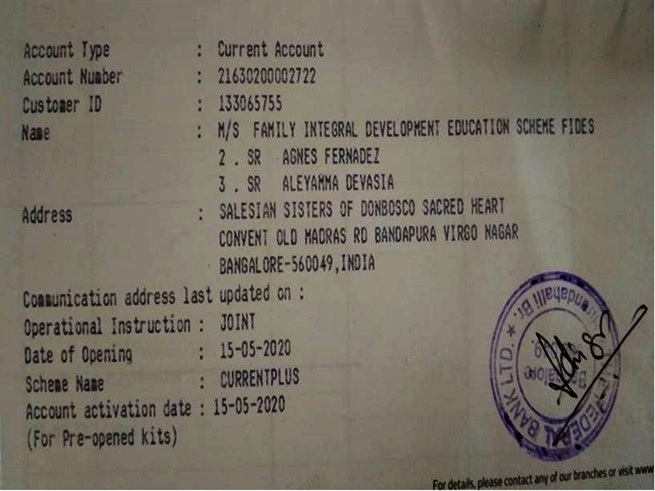 Account Type : Current Account
Account Number : 21630200002722
Customer ID : 133065755
Name : M/S FAMILY INTEGRAL DEVELOPMENT EDUCATION SCHEME FIDES
2 . SR AGNES FERNADEZ
3 . SR ALEYAMMA DEVASIA
Address : SALESIAN SISTERS OF DONBOSCO SACRED HEART
CONVENT OLD MADRAS RD BANDAPURA VIRGO NAGAR
BANGALORE-560049,INDIA
Communication address last updated on :
Operational Instruction : JOINT
Date of Opening : 15-05-2020
Scheme Name : CURRENTPLUS
Account activation date : 15-05-2020
(For Pre-opened kits)
FEDERAL BANK LTD. ★
Bangalore
For details, please contact any of our branches or visit www